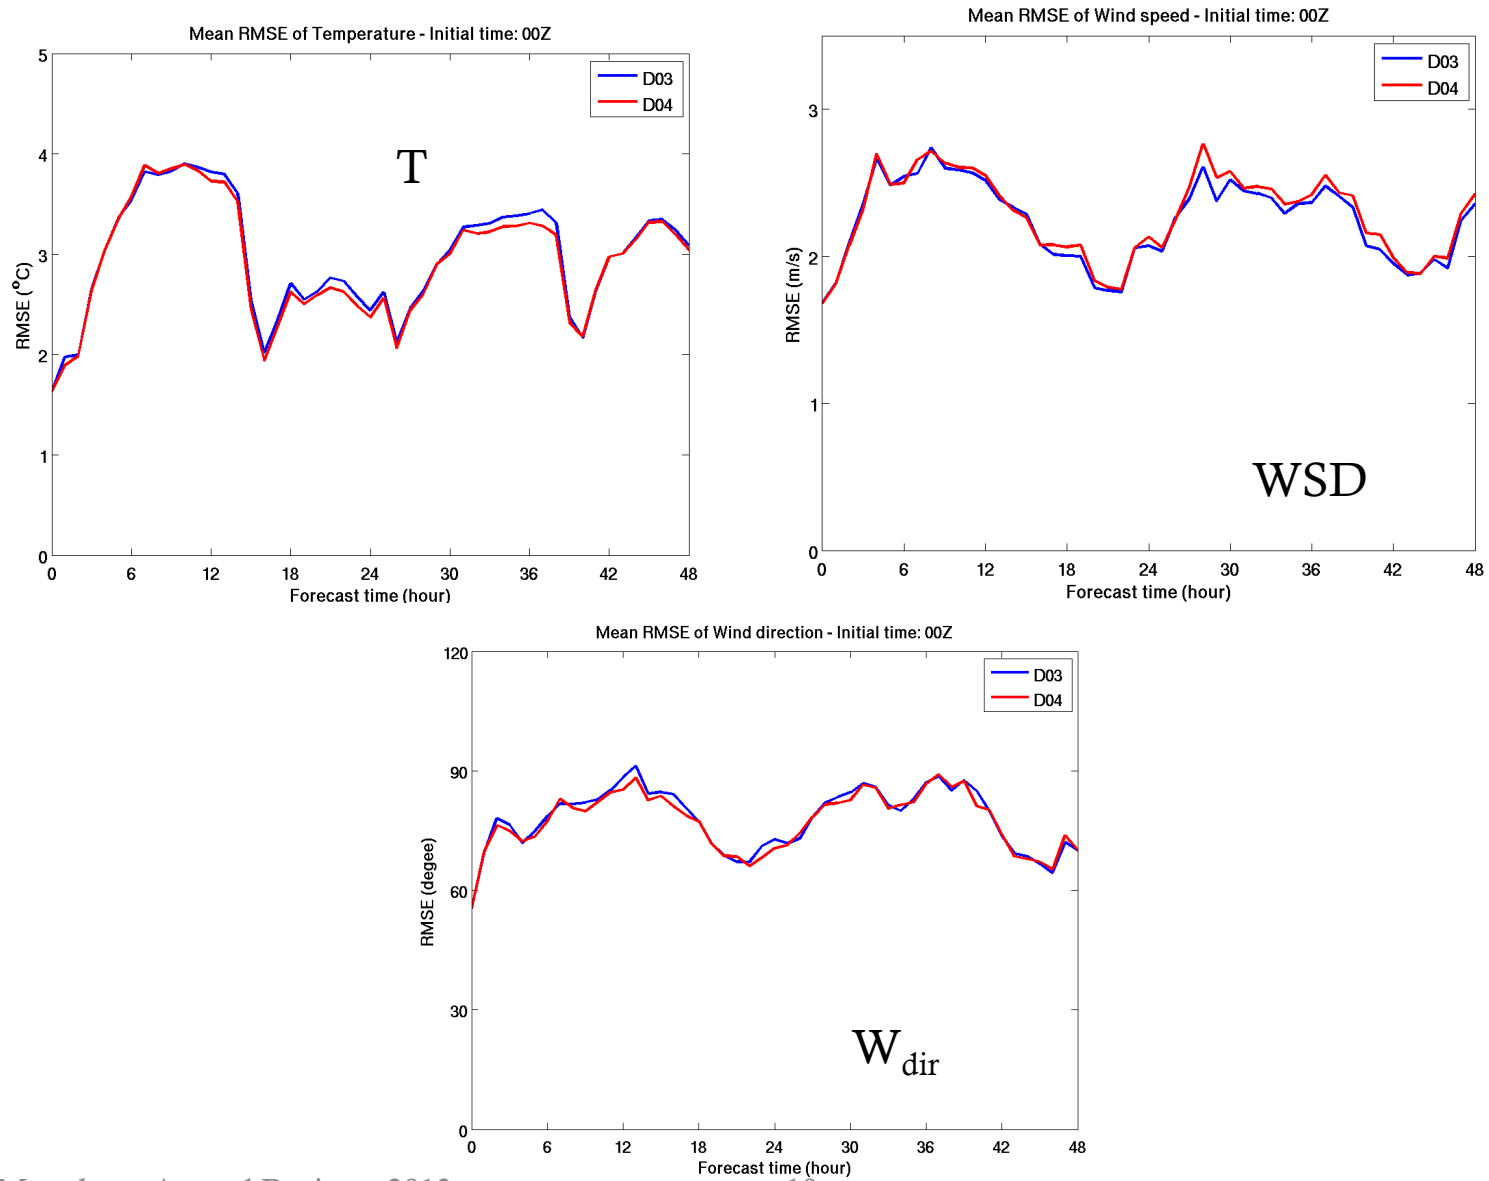 Mean RMSE of Temperature - Initial time: 00Z
5
4
3
2
1
0
RMSE (°C)
D03
D04
T
0 6 12 18 24 30 36 42 48
Forecast time (hour)
Mean RMSE of Wind speed - Initial time: 00Z
3
2
1
0
RMSE (m/s)
D03
D04
WSD
0 6 12 18 24 30 36 42 48
Forecast time (hour)
Mean RMSE of Wind direction - Initial time: 00Z
120
90
60
30
0
RMSE (degee)
D03
D04
Wdir
0 6 12 18 24 30 36 42 48
Forecast time (hour)